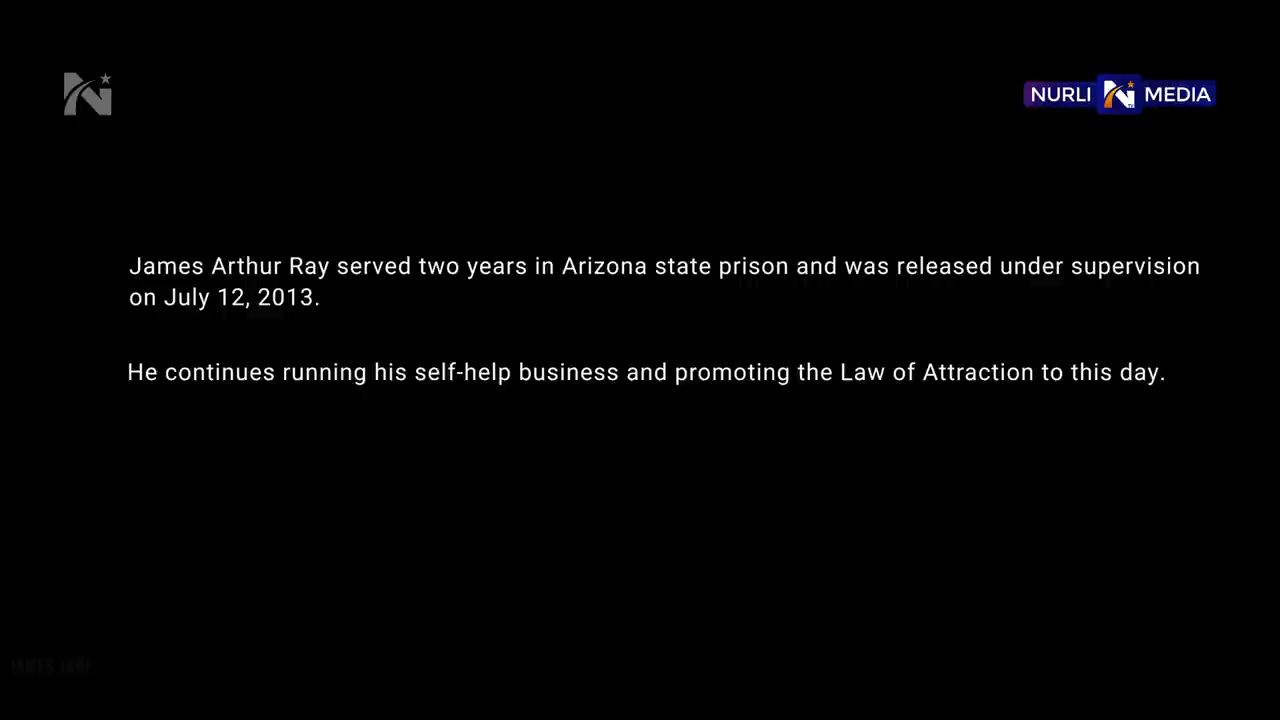 NURLI N MEDIA
James Arthur Ray served two years in Arizona state prison and was released under supervision
on July 12, 2013.
He continues running his self-help business and promoting the Law of Attraction to this day.